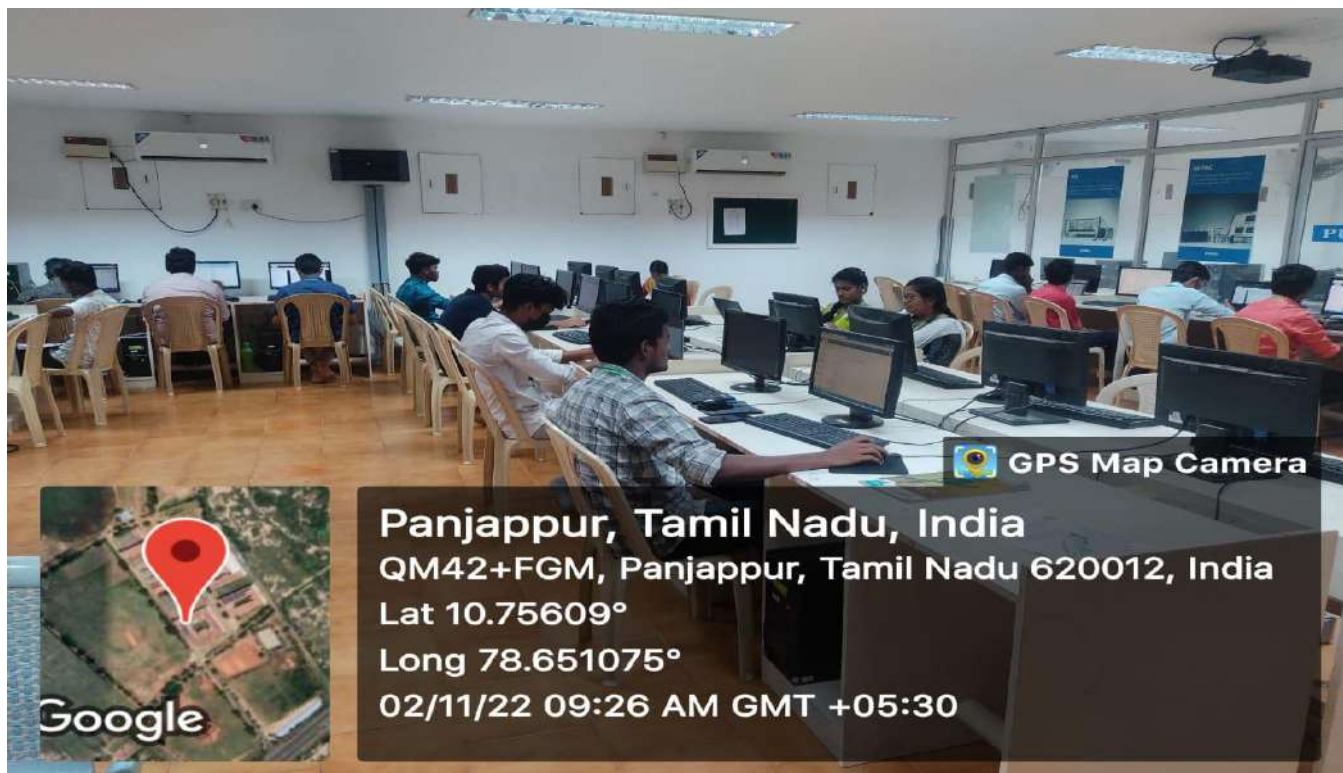 GPS Map Camera
Panjappur, Tamil Nadu, India
QM42+FGM, Panjappur, Tamil Nadu 620012, India
Lat 10.75609°
Long 78.651075°
02/11/22 09:26 AM GMT +05:30
Google